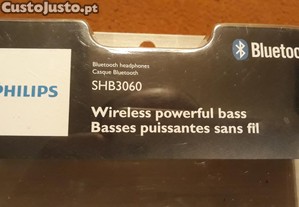 CustoJusto.pt
Bluetooth
PHILIPS
Bluetooth headphones
Casque Bluetooth
SHB3060
Wireless powerful bass
Basses puissantes sans fil